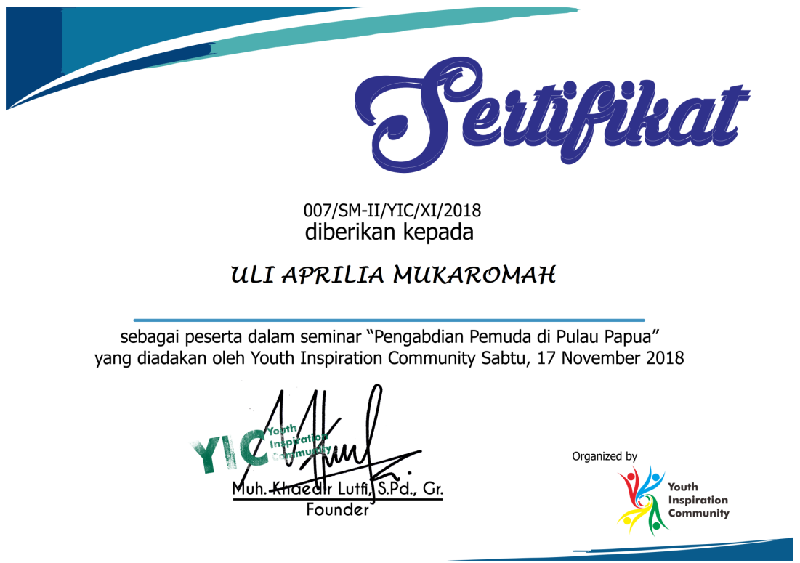 Sertifikat
007/SM-II/YIC/XI/2018
diberikan kepada
ULI APRILIA MUKAROMAH
sebagai peserta dalam seminar “Pengabdian Pemuda di Pulau Papua”
yang diadakan oleh Youth Inspiration Community Sabtu, 17 November 2018
YIC
Youth
Inspiration
Community
Muh. Khaedir Lutfi, S.Pd., Gr.
Founder
Organized by
Youth
Inspiration
Community